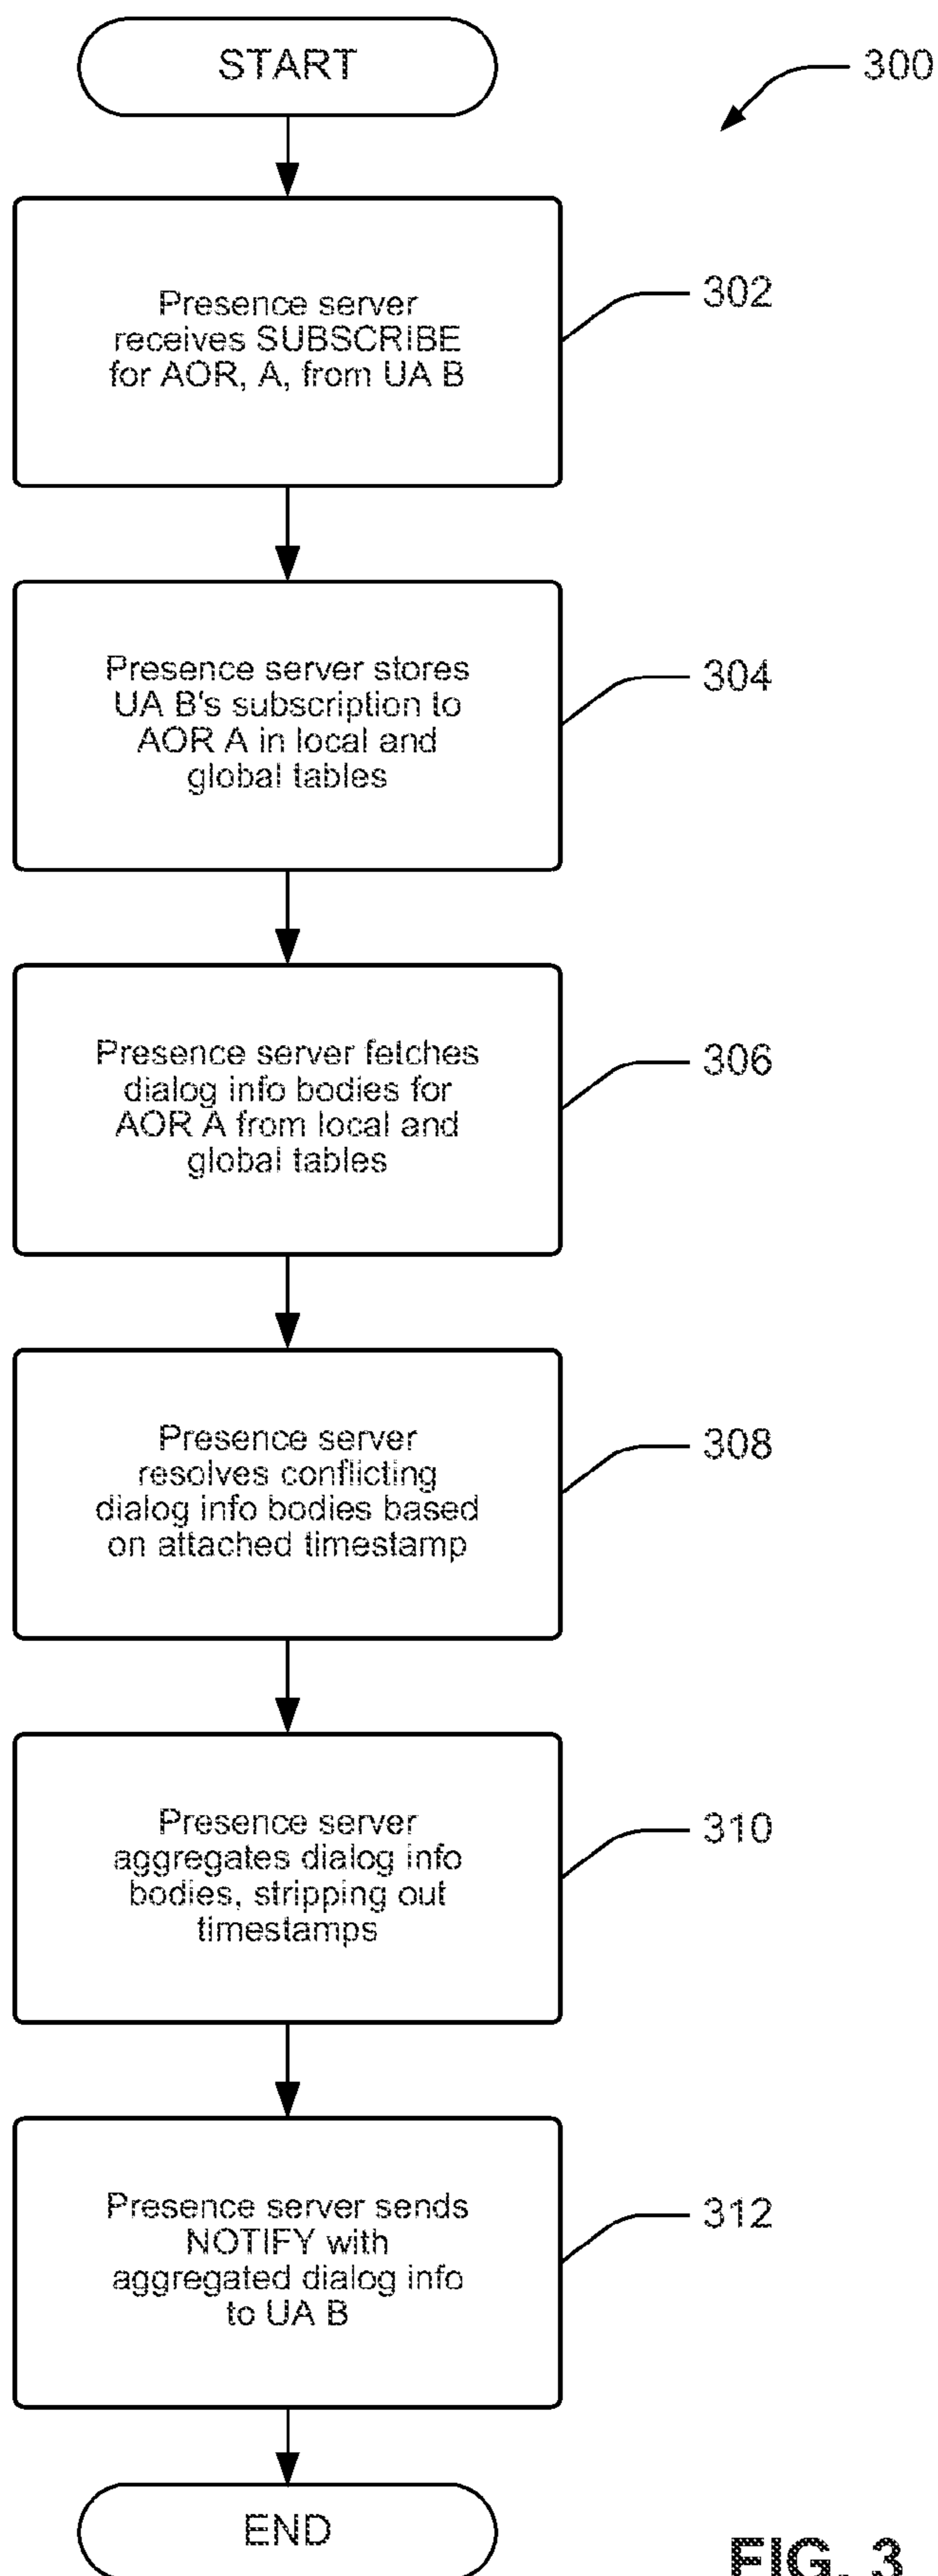 START
300
Presence server
receives SUBSCRIBE
for AOR, A, from UA B
302
Presence server stores
UA B's subscription to
AOR A in local and
global tables
304
Presence server fetches
dialog info bodies for
AOR A from local and
global tables
306
Presence server
resolves conflicting
dialog info bodies based
on attached timestamp
308
Presence server
aggregates dialog info
bodies, stripping out
timestamps
310
Presence server sends
NOTIFY with
aggregated dialog info
to UA B
312
END
FIG. 3